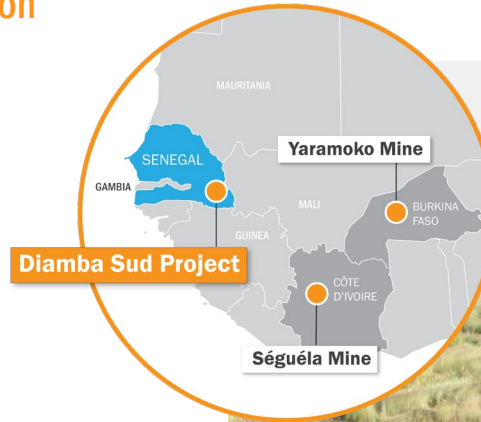 on
MAURITANIA
SENEGAL
GAMBIA
Yaramoko Mine
MALI
BURKINA
FASO
GUINEA
Diamba Sud Project
CÔTE
D'IVOIRE
Séguéla Mine